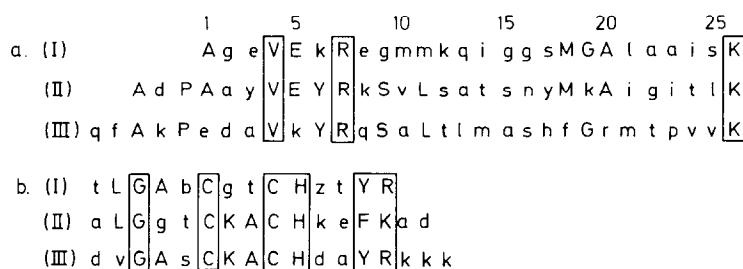 1 5 10 15 20 25
a. (I) A g e V E k R e g m m k q i g g s M G A l a a i s K
(II) A d P A a y V E Y R k S v L s a t s n y M k A i g i t l K
(III) q f A k P e d a V k Y R q S a L t l m a s h f G r m t p v v K
b. (I) t L G A b C g t C H z t Y R
(II) a L G g t C K A C H k e F K a d
(III) d v G A s C K A C H d a Y R k k k